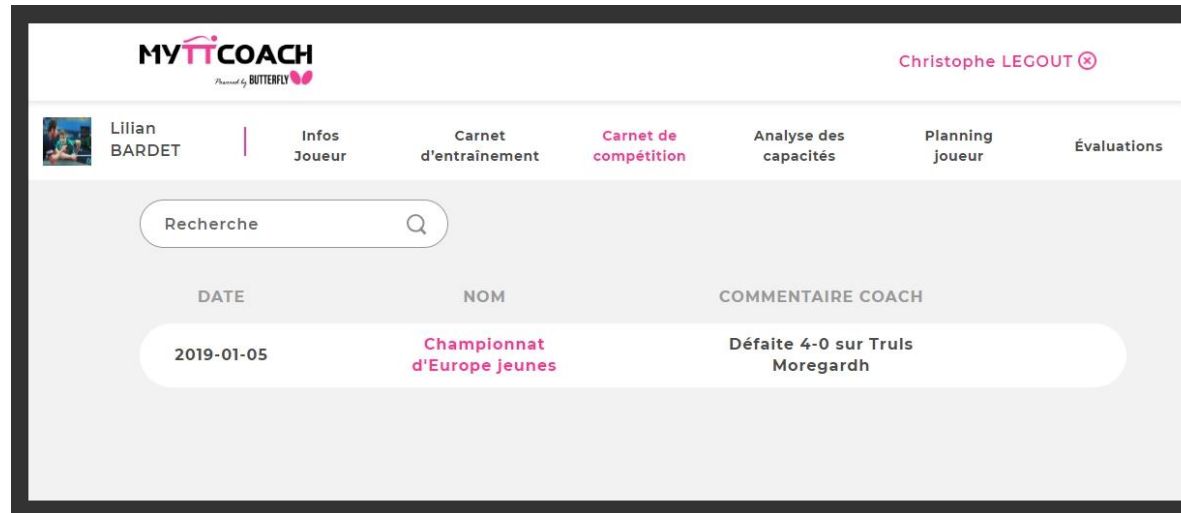 MYTTCOACH
Powered by BUTTERFLY
Christophe LEGOUT
Lilian
BARDET
Infos
Joueur
Carnet
d'entraînement
Carnet de
compétition
Analyse des
capacités
Planning
joueur
Évaluations
Recherche
DATE NOM COMMENTAIRE COACH
2019-01-05
Championnat
d'Europe jeunes
Défaite 4-0 sur Truls
Moregardh